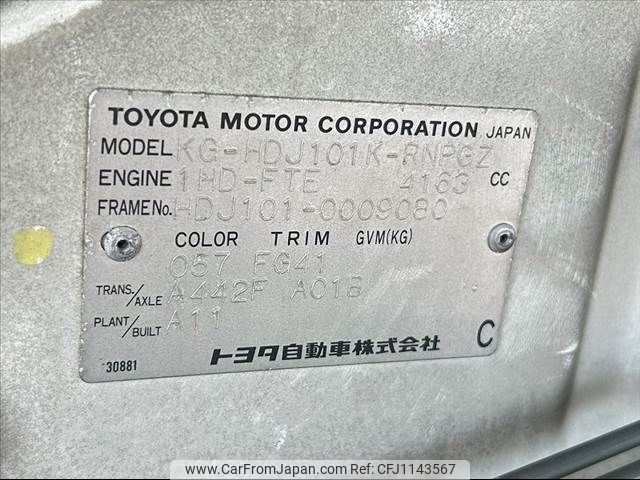 TOYOTA MOTOR CORPORATION JAPAN
MODEL KG-HDJ101K-RNPGZ
ENGINE 1HD-FTE 4163 CC
FRAME No. HDJ101-0009080
COLOR TRIM GVM(KG)
057 FG41
TRANS./AXLE A442F A01B
PLANT/BUILT A11
トヨタ自動車株式会社 C
30881
www.CarFromJapan.com ©CarFromJapan. CFJ1143567